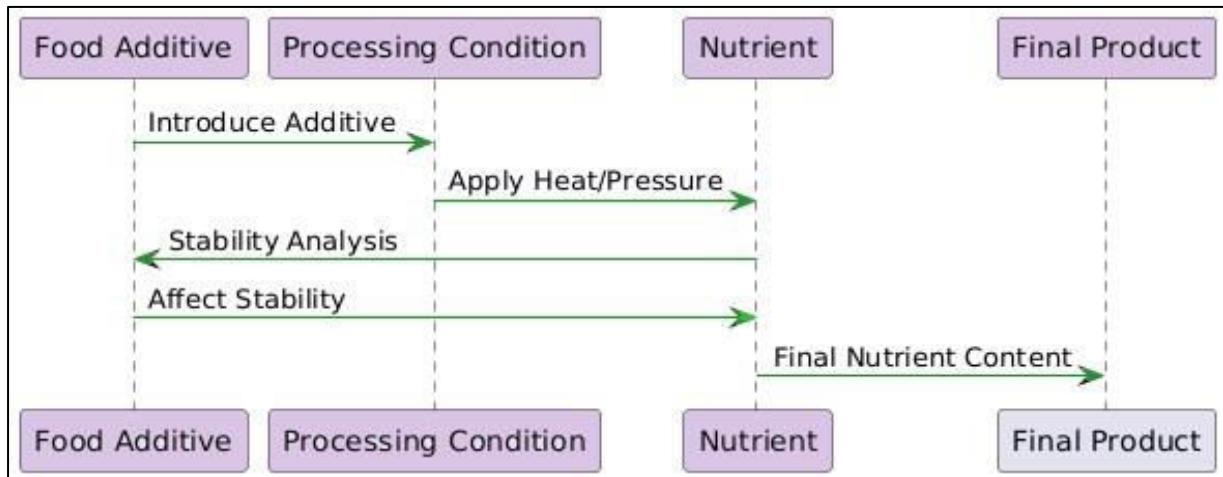 Food Additive Processing Condition Nutrient Final Product
Introduce Additive
Apply Heat/Pressure
Stability Analysis
Affect Stability
Final Nutrient Content
Food Additive Processing Condition Nutrient Final Product